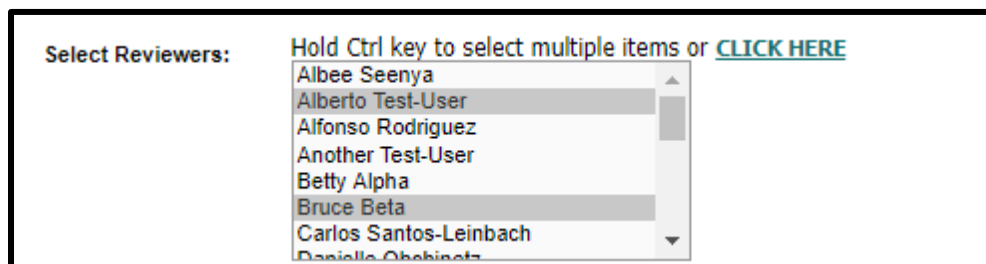 Select Reviewers:
Hold Ctrl key to select multiple items or CLICK HERE
Albee Seenya
Alberto Test-User
Alfonso Rodriguez
Another Test-User
Betty Alpha
Bruce Beta
Carlos Santos-Leinbach
Danielle